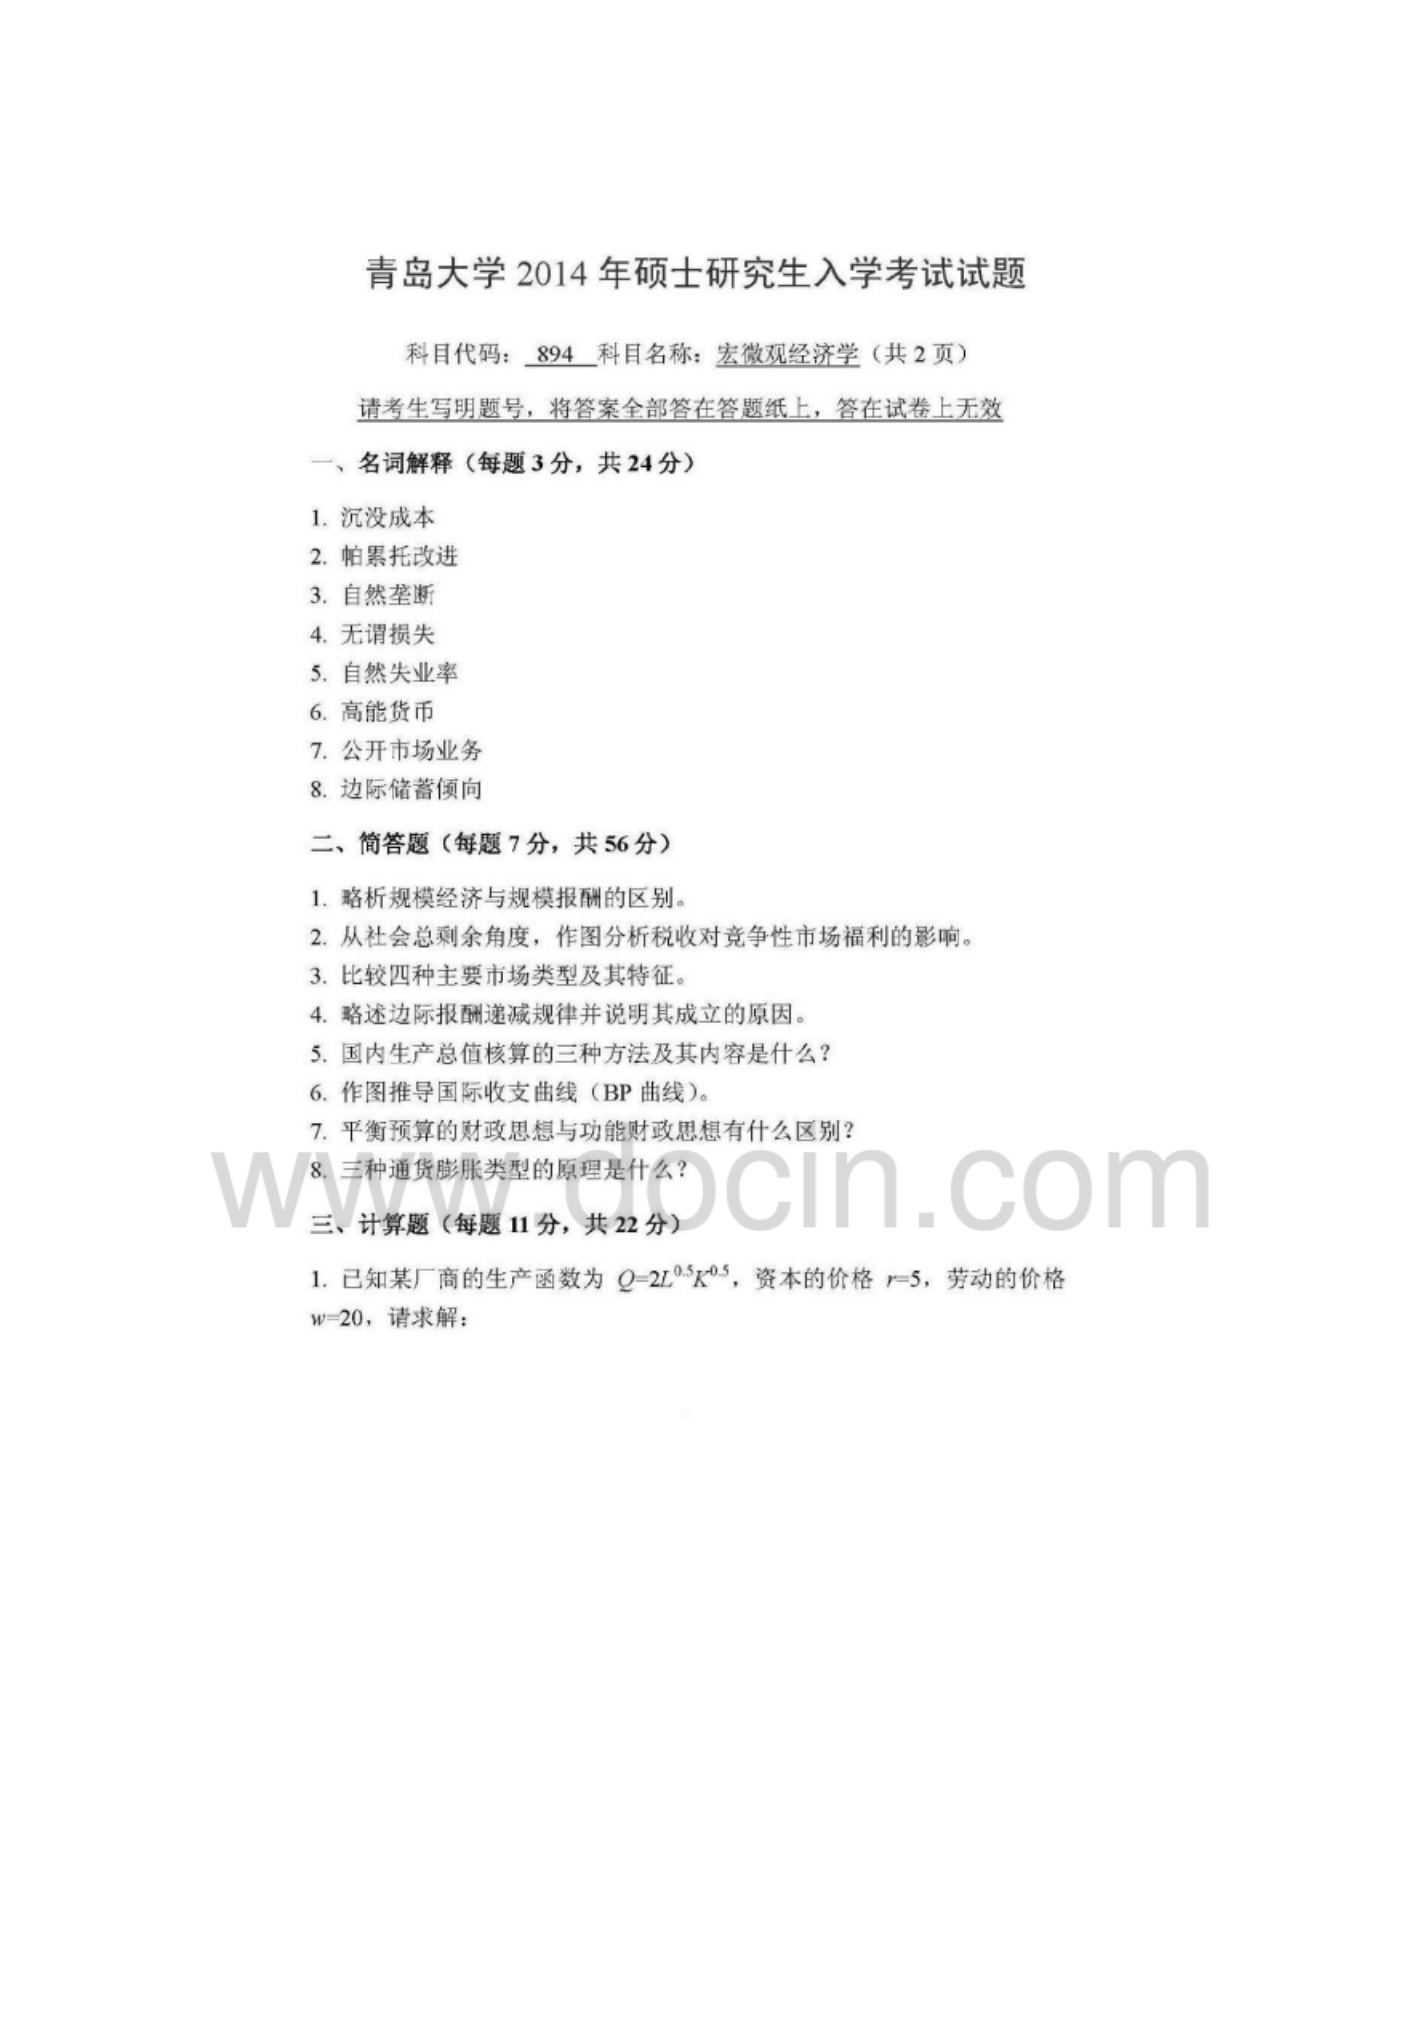 青岛大学 2014 年硕士研究生入学考试试题
科目代码： 894 科目名称：宏微观经济学（共 2 页）
请考生写明题号，将答案全部答在答题纸上，答在试卷上无效
一、名词解释（每题 3 分，共 24 分）
1. 沉没成本
2. 帕累托改进
3. 自然垄断
4. 无谓损失
5. 自然失业率
6. 高能货币
7. 公开市场业务
8. 边际储蓄倾向
二、简答题（每题 7 分，共 56 分）
1. 略析规模经济与规模报酬的区别。
2. 从社会总剩余角度，作图分析税收对竞争性市场福利的影响。
3. 比较四种主要市场类型及其特征。
4. 略述边际报酬递减规律并说明其成立的原因。
5. 国内生产总值核算的三种方法及其内容是什么？
6. 作图推导国际收支曲线（BP 曲线）。
7. 平衡预算的财政思想与功能财政思想有什么区别？
8. 三种通货膨胀类型的原理是什么？
www.docin.com
三、计算题（每题 11 分，共 22 分）
1. 已知某厂商的生产函数为 Q=2L^0.5K^0.5，资本的价格 r=5，劳动的价格
w=20，请求解：